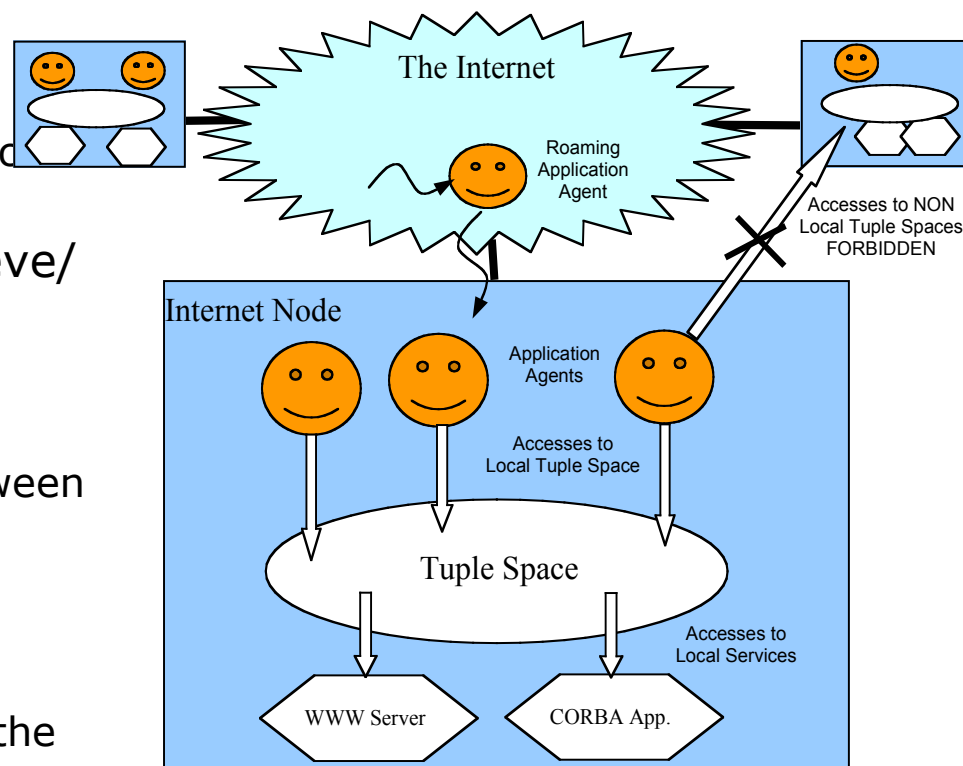 The Internet
Roaming
Application
Agent
Accesses to NON
Local Tuple Spaces
FORBIDDEN
eve/
Internet Node
Application
Agents
Accesses to
Local Tuple Space
ween
Tuple Space
Accesses to
Local Services
WWW Server
CORBA App.
the